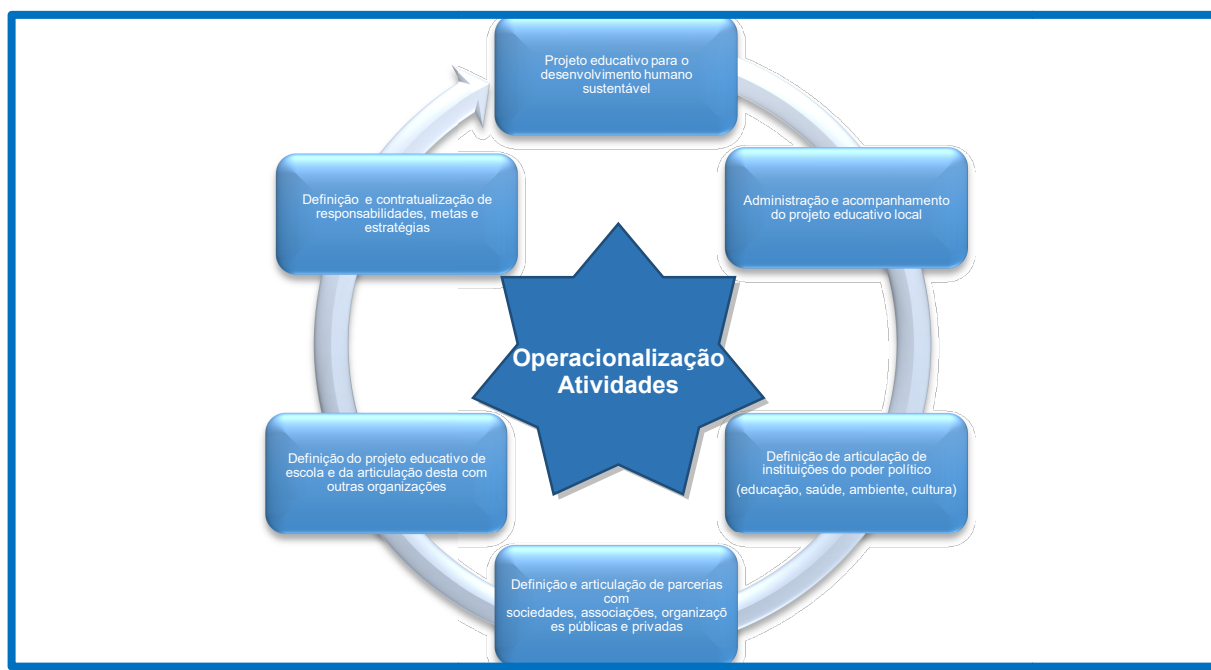 Projeto educativo para o
desenvolvimento humano
sustentável
Administração e acompanhamento
do projeto educativo local
Definição de articulação de
instituições do poder político
(educação, saúde, ambiente, cultura)
Definição e articulação de parcerias
com
sociedades, associações, organizaçõ
es públicas e privadas
Definição do projeto educativo de
escola e da articulação desta com
outras organizações
Definição e contratualização de
responsabilidades, metas e
estratégias
Operacionalização
Atividades